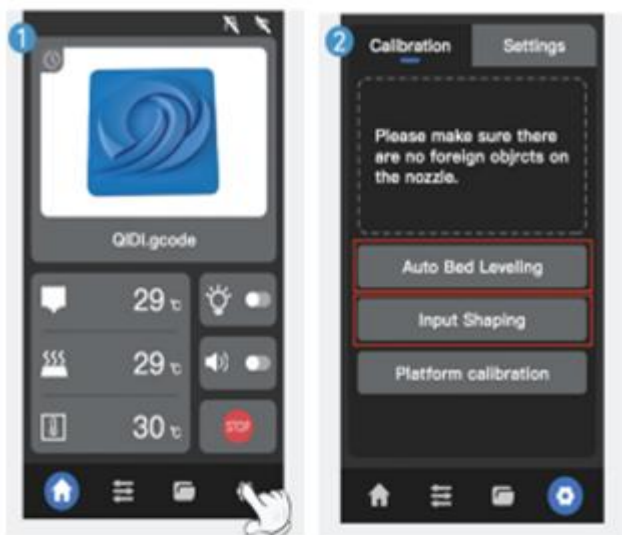 1
QIDI.gcode
29 ℃
29 ℃
30 ℃
STOP
2
Calibration Settings
Please make sure there
are no foreign objrcts on
the nozzle.
Auto Bed Leveling
Input Shaping
Platform calibration